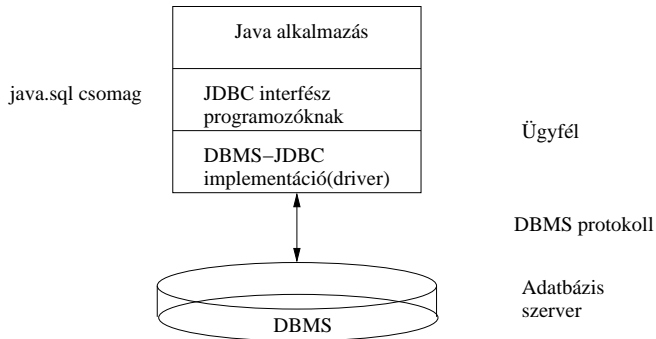 Java alkalmazás
java.sql csomag
JDBC interfész
programozóknak
Ügyfél
DBMS−JDBC
implementáció(driver)
DBMS protokoll
Adatbázis
szerver
DBMS